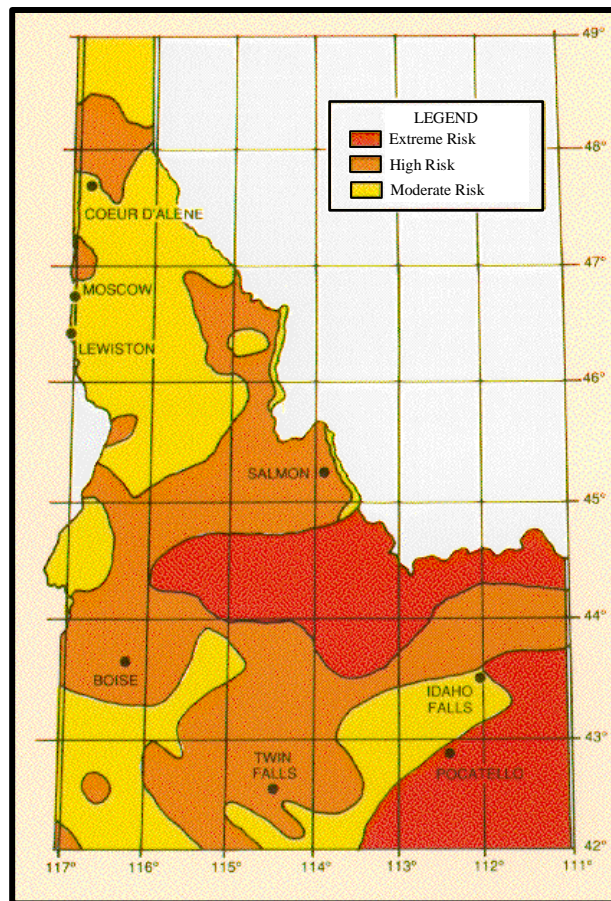 49°
LEGEND
Extreme Risk
High Risk
Moderate Risk
48°
COEUR D'ALENE
47°
MOSCOW
LEWISTON
46°
SALMON
45°
44°
BOISE
IDAHO
FALLS
43°
TWIN
FALLS
POCATELLO
42°
117° 116° 115° 114° 113° 112° 111°